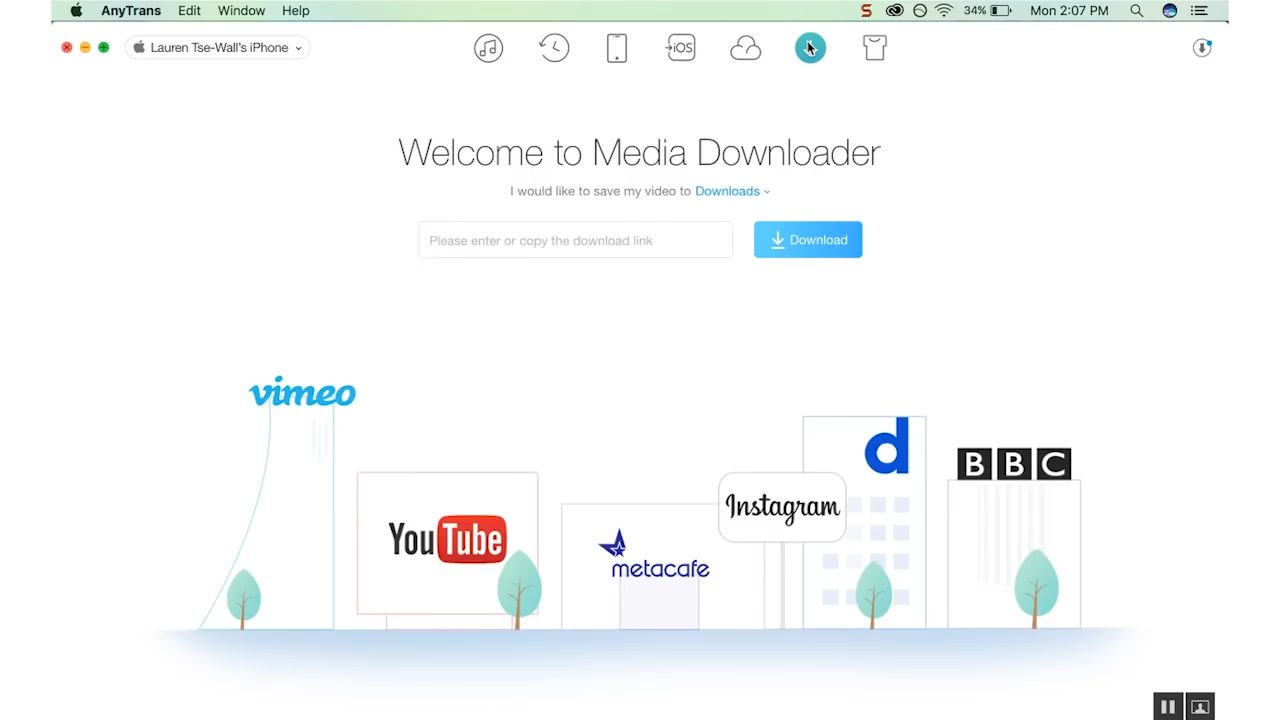 AnyTrans Edit Window Help 34% Mon 2:07 PM
Lauren Tse-Wall's iPhone
iOS
Welcome to Media Downloader
I would like to save my video to Downloads
Please enter or copy the download link
Download
vimeo
YouTube
metacafe
Instagram
d
BBC